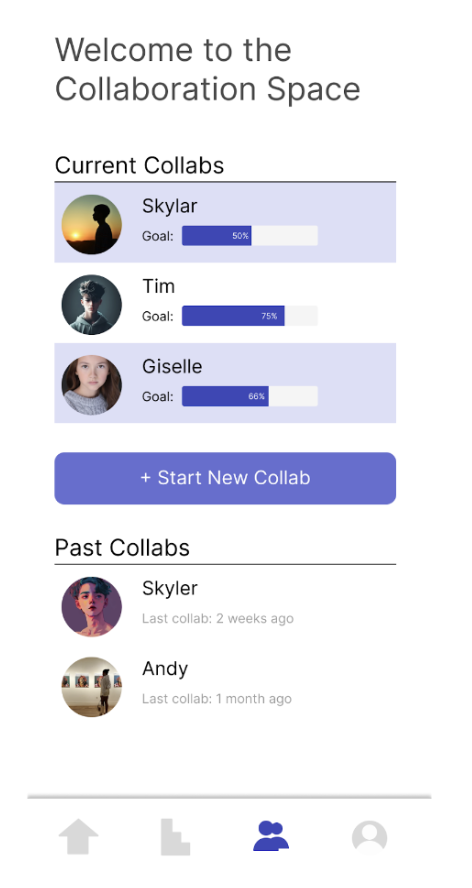 Welcome to the
Collaboration Space
Current Collabs
Skylar
Goal: 50%
Tim
Goal: 75%
Giselle
Goal: 66%
+ Start New Collab
Past Collabs
Skyler
Last collab: 2 weeks ago
Andy
Last collab: 1 month ago